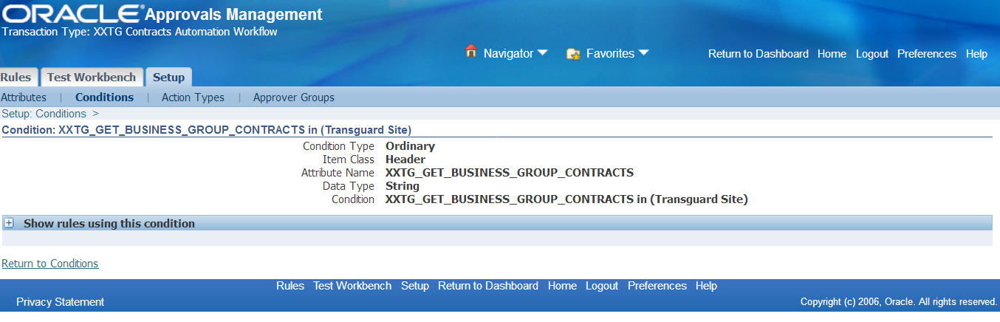 ORACLE® Approvals Management
Transaction Type: XXTG Contracts Automation Workflow
Navigator Favorites Return to Dashboard Home Logout Preferences Help
Rules Test Workbench Setup
Attributes | Conditions | Action Types | Approver Groups
Setup: Conditions >
Condition: XXTG_GET_BUSINESS_GROUP_CONTRACTS in (Transguard Site)
Condition Type Ordinary
Item Class Header
Attribute Name XXTG_GET_BUSINESS_GROUP_CONTRACTS
Data Type String
Condition XXTG_GET_BUSINESS_GROUP_CONTRACTS in (Transguard Site)
Show rules using this condition
Return to Conditions
Rules Test Workbench Setup Return to Dashboard Home Logout Preferences Help
Privacy Statement Copyright (c) 2006, Oracle. All rights reserved.